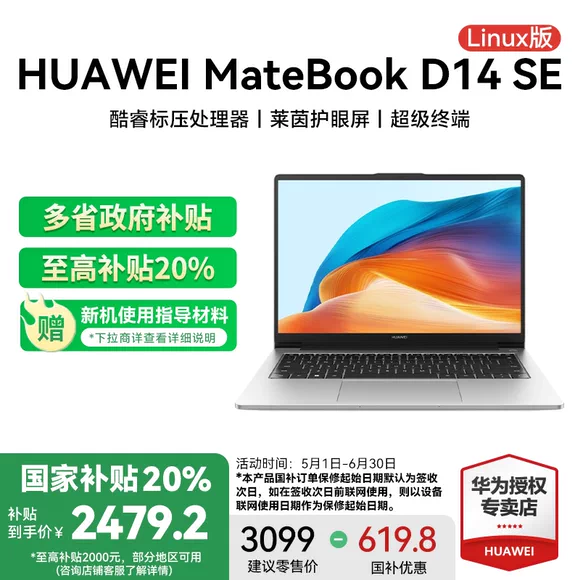 Linux版
HUAWEI MateBook D14 SE
酷睿标压处理器 | 莱茵护眼屏 | 超级终端
多省政府补贴
至高补贴20%
赠
新机使用指导材料
*下拉商详查看详细说明
HUAWEI
国家补贴20%
补贴
到手价￥
2479.2
*至高补贴2000元，部分地区可用
(咨询店铺客服了解详情)
活动时间：5月1日-6月30日
*本产品国补订单保修起始日期默认为签收
次日，如在签收次日前联网使用，则以设备
联网使用日期作为保修起始日期。
3099 - 619.8
建议零售价 国补优惠
华为授权
专卖店
HUAWEI